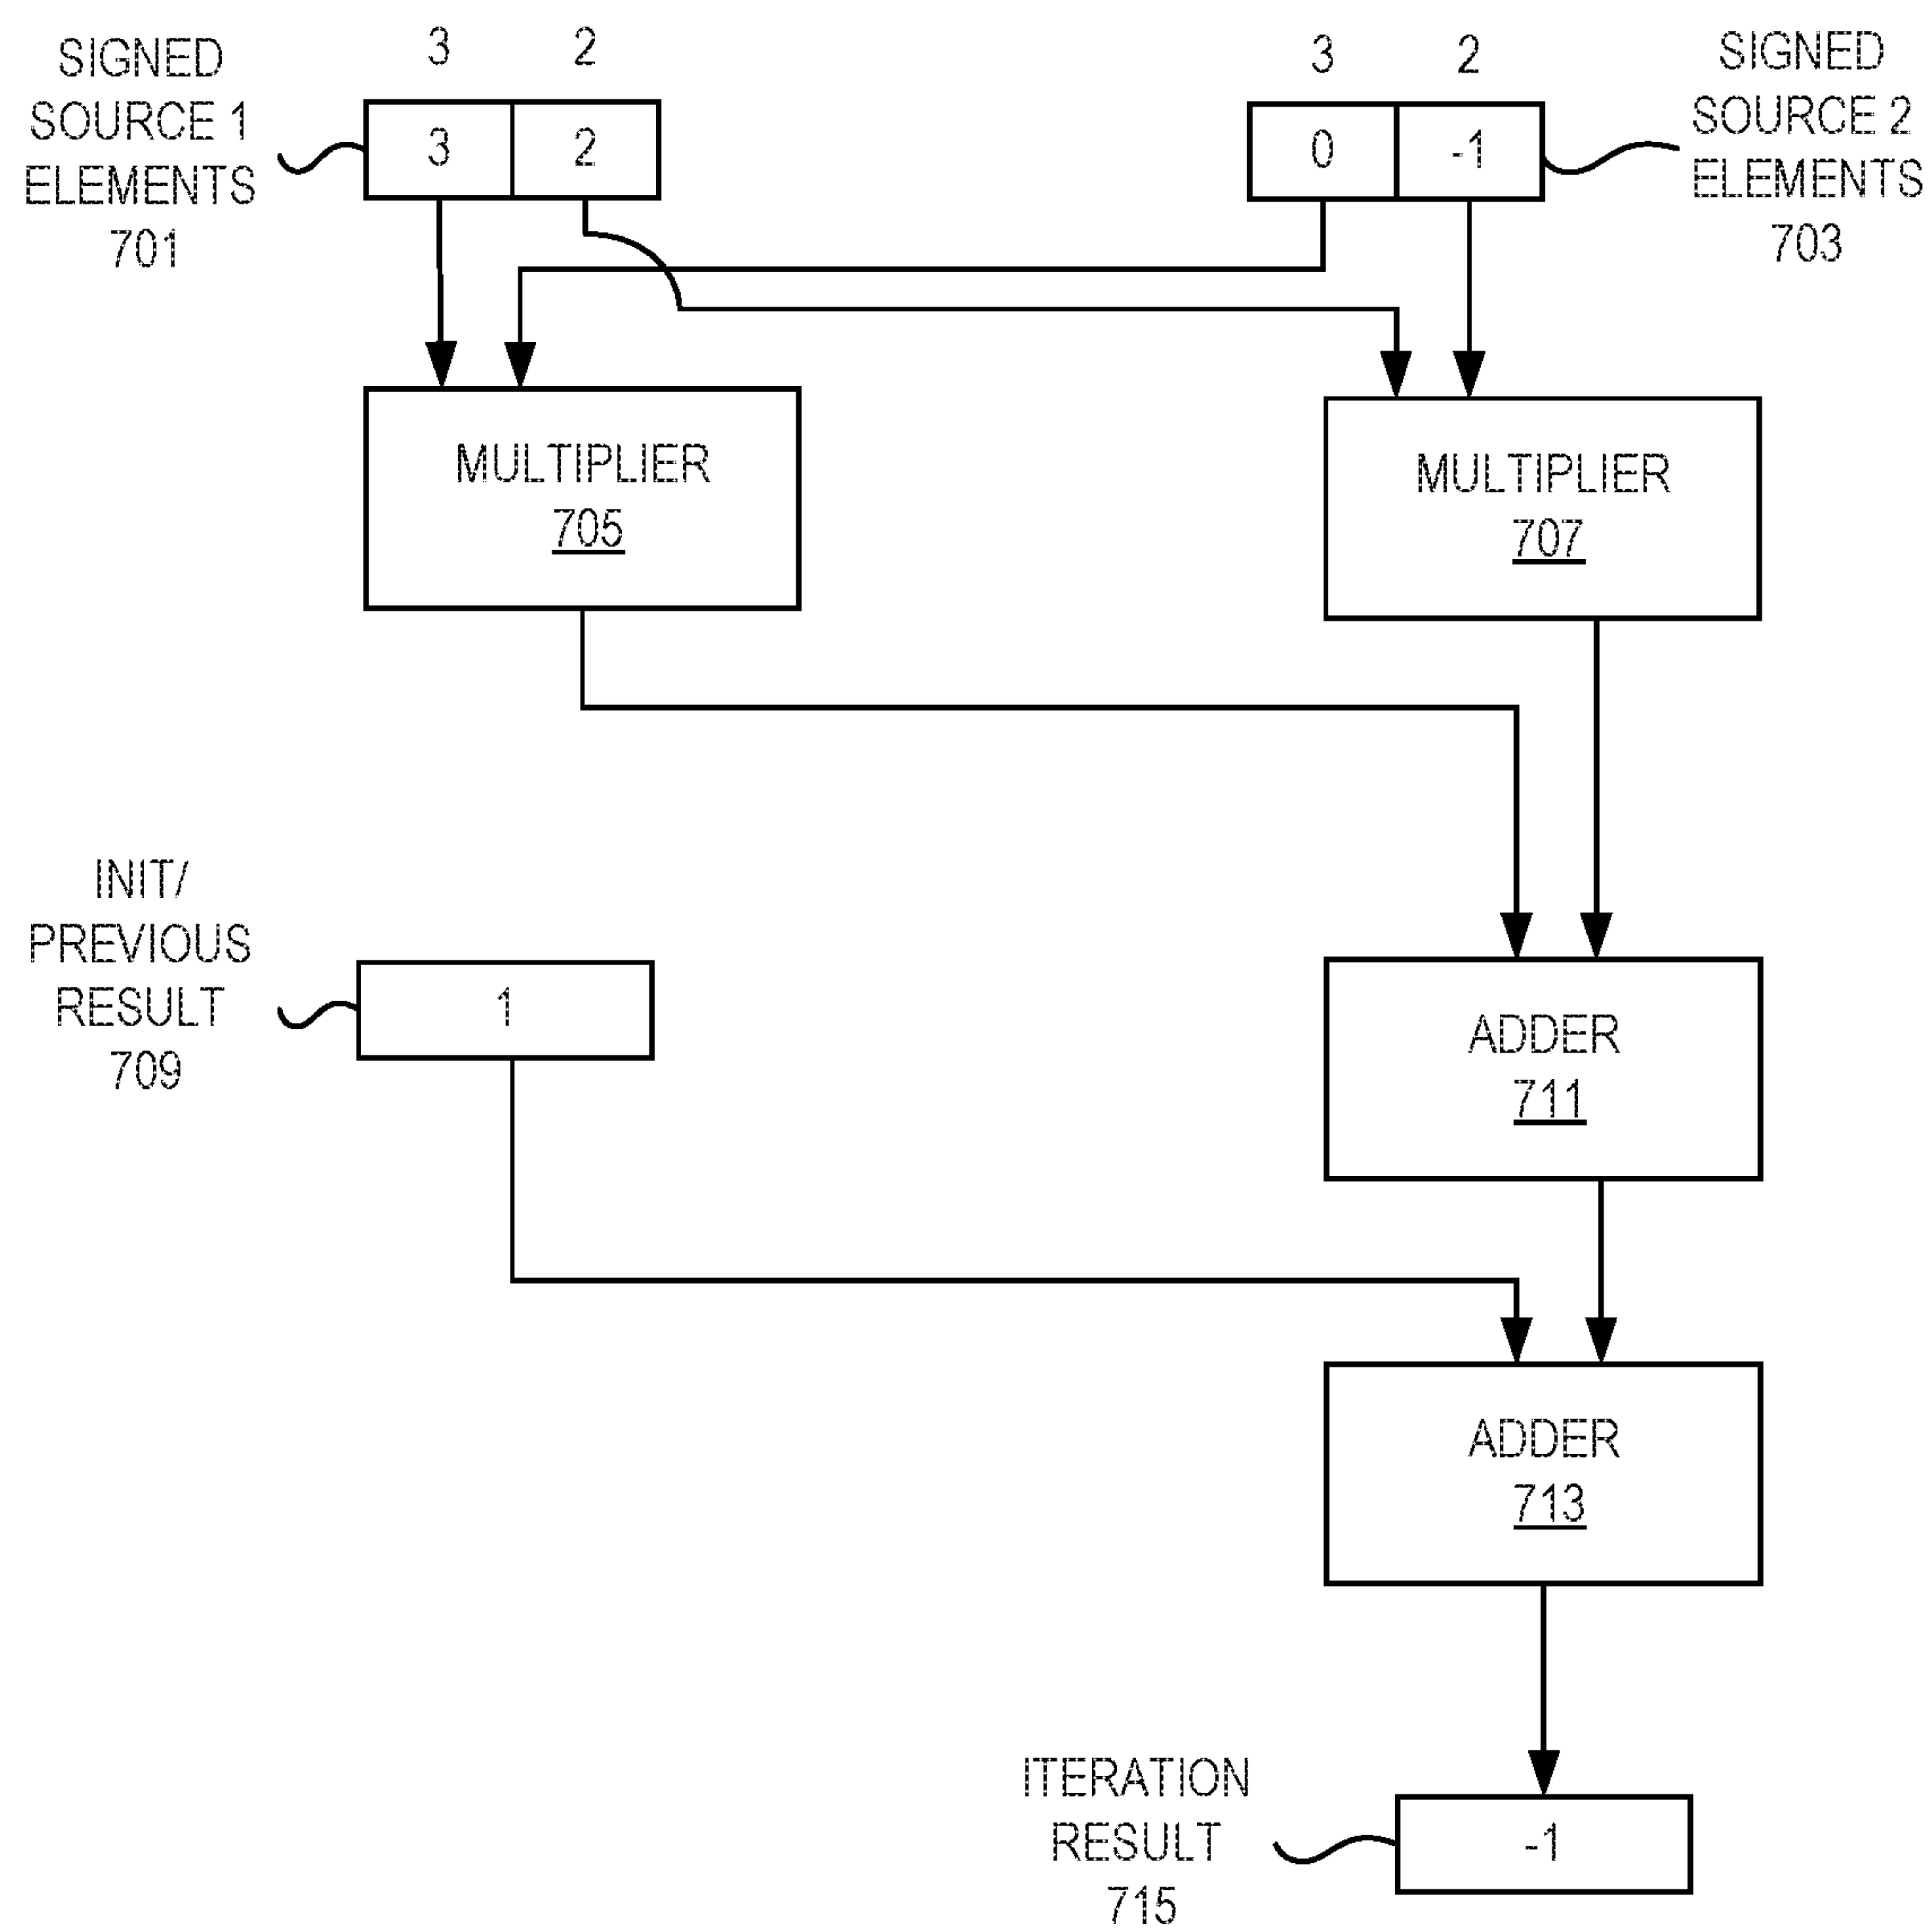 SIGNED
SOURCE 1
ELEMENTS
701
3 2
3 2
3 2
0 -1
SIGNED
SOURCE 2
ELEMENTS
703
MULTIPLIER
705
MULTIPLIER
707
INIT/
PREVIOUS
RESULT
709
1
ADDER
711
ADDER
713
ITERATION
RESULT
715
-1